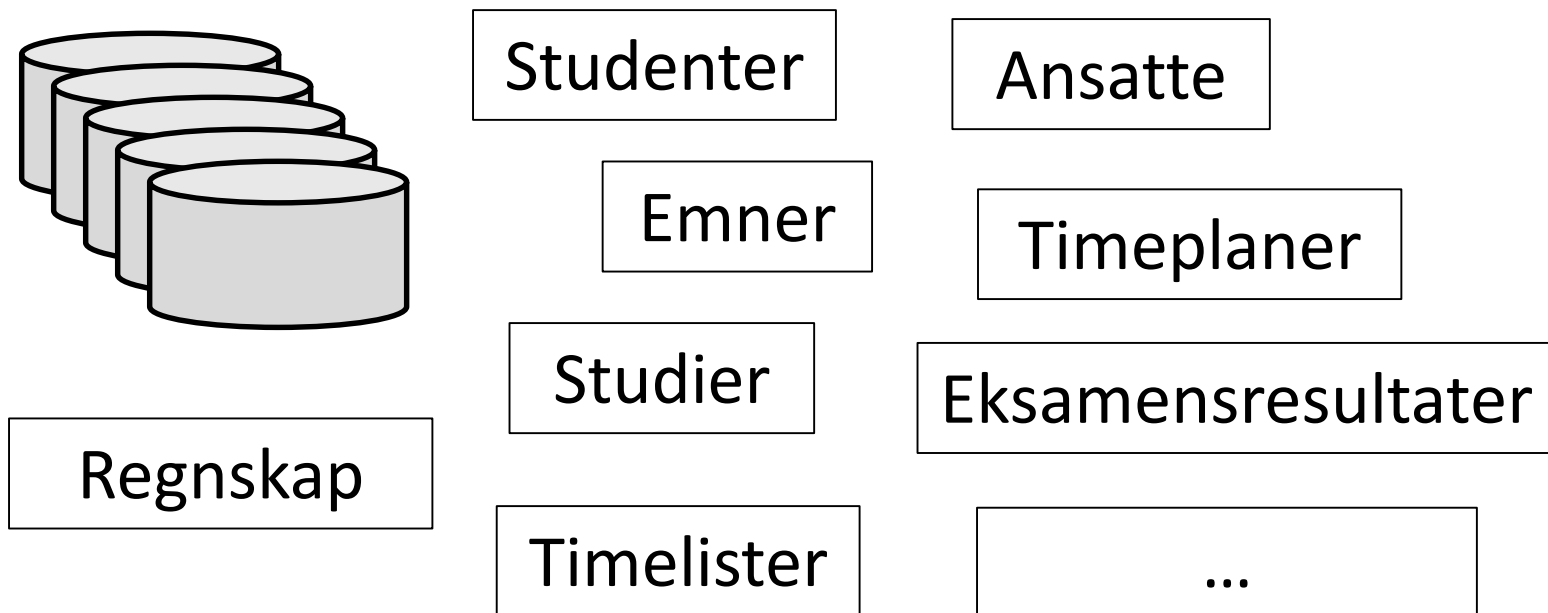 Studenter
Ansatte
Emner
Timeplaner
Studier
Eksamensresultater
Regnskap
Timelister
...